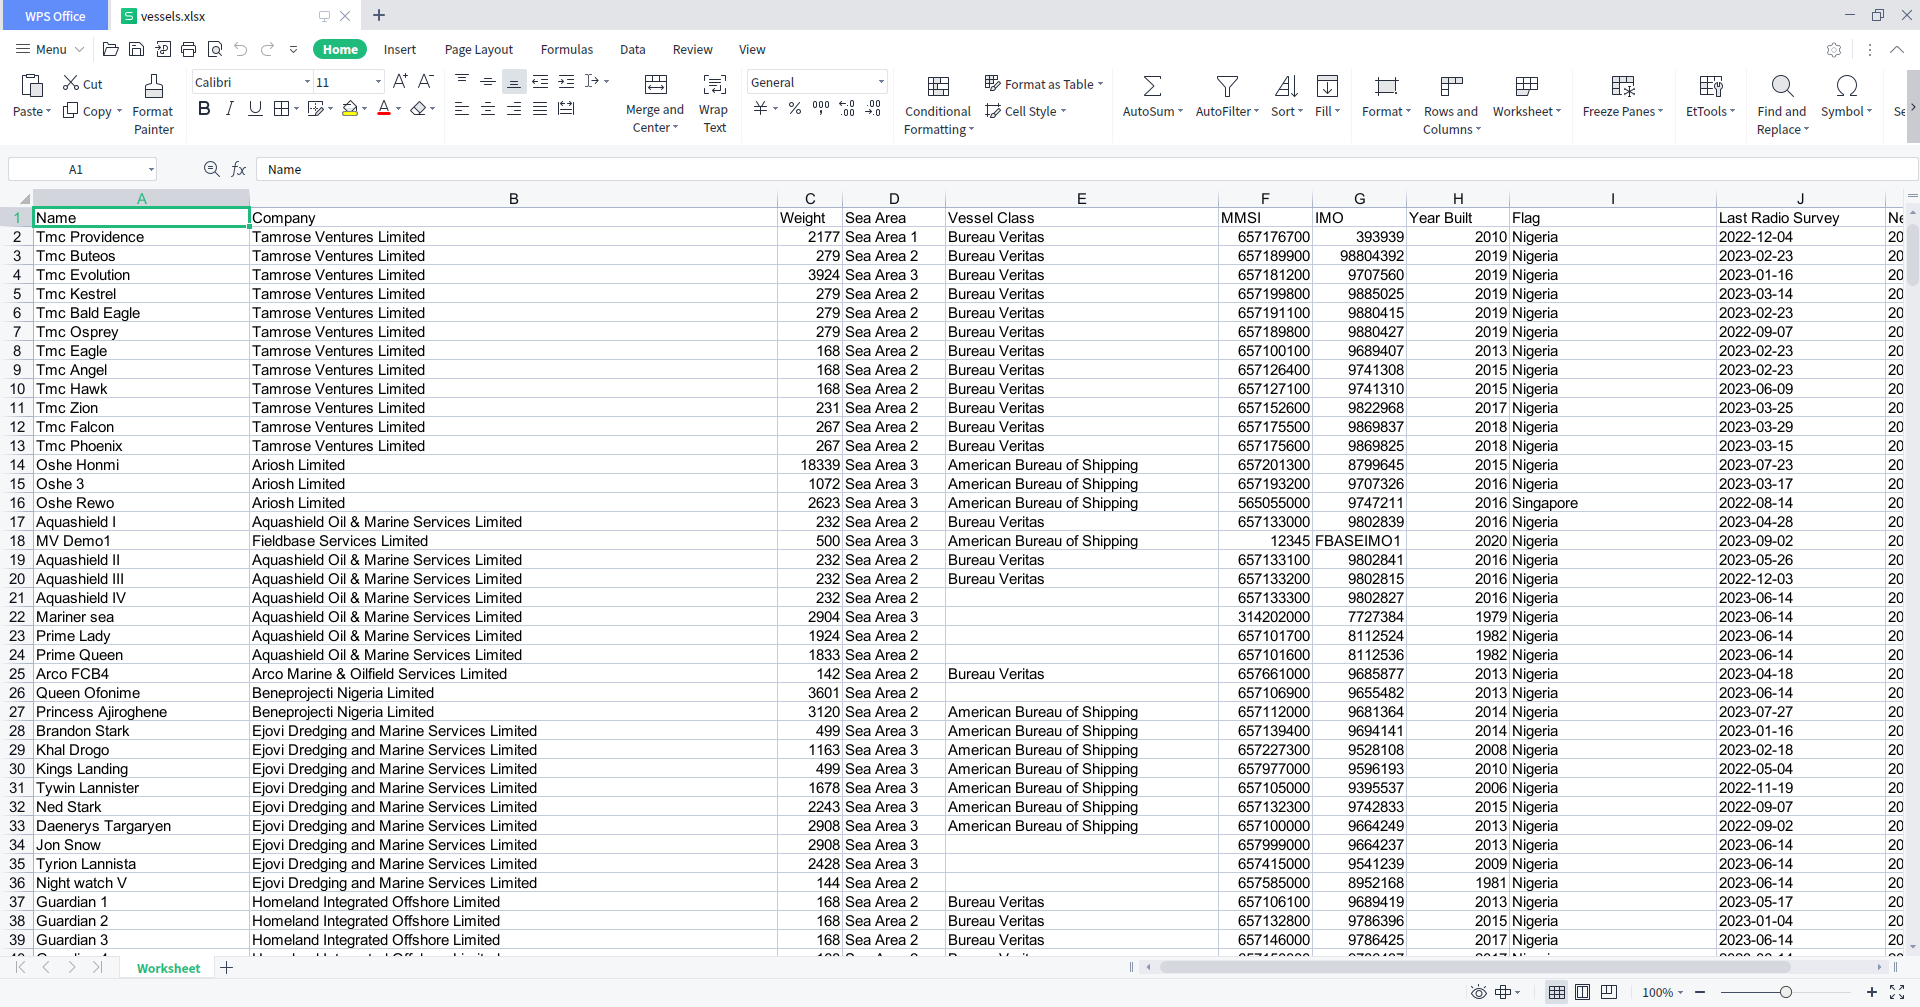 WPS Office
vessels.xlsx
Menu Home Insert Page Layout Formulas Data Review View
Paste Cut Copy Format Painter Calibri 11 Merge and Center Wrap Text General Conditional Formatting Format as Table Cell Style AutoSum AutoFilter Sort Fill Format Rows and Columns Worksheet Freeze Panes EtTools Find and Replace Symbol
A1 fx Name
A B C D E F G H I J
1 Name Company Weight Sea Area Vessel Class MMSI IMO Year Built Flag Last Radio Survey
2 Tmc Providence Tamrose Ventures Limited 2177 Sea Area 1 Bureau Veritas 657176700 393939 2010 Nigeria 2022-12-04 20
3 Tmc Buteos Tamrose Ventures Limited 279 Sea Area 2 Bureau Veritas 657189900 98804392 2019 Nigeria 2023-02-23 20
4 Tmc Evolution Tamrose Ventures Limited 3924 Sea Area 3 Bureau Veritas 657181200 9707560 2019 Nigeria 2023-01-16 20
5 Tmc Kestrel Tamrose Ventures Limited 279 Sea Area 2 Bureau Veritas 657199800 9885025 2019 Nigeria 2023-03-14 20
6 Tmc Bald Eagle Tamrose Ventures Limited 279 Sea Area 2 Bureau Veritas 657191100 9880415 2019 Nigeria 2023-02-23 20
7 Tmc Osprey Tamrose Ventures Limited 279 Sea Area 2 Bureau Veritas 657189800 9880427 2019 Nigeria 2022-09-07 20
8 Tmc Eagle Tamrose Ventures Limited 168 Sea Area 2 Bureau Veritas 657100100 9689407 2013 Nigeria 2023-02-23 20
9 Tmc Angel Tamrose Ventures Limited 168 Sea Area 2 Bureau Veritas 657126400 9741308 2015 Nigeria 2023-02-23 20
10 Tmc Hawk Tamrose Ventures Limited 168 Sea Area 2 Bureau Veritas 657127100 9741310 2015 Nigeria 2023-06-09 20
11 Tmc Zion Tamrose Ventures Limited 231 Sea Area 2 Bureau Veritas 657152600 9822968 2017 Nigeria 2023-03-25 20
12 Tmc Falcon Tamrose Ventures Limited 267 Sea Area 2 Bureau Veritas 657175500 9869837 2018 Nigeria 2023-03-29 20
13 Tmc Phoenix Tamrose Ventures Limited 267 Sea Area 2 Bureau Veritas 657175600 9869825 2018 Nigeria 2023-03-15 20
14 Oshe Honmi Ariosh Limited 18339 Sea Area 3 American Bureau of Shipping 657201300 8799645 2015 Nigeria 2023-07-23 20
15 Oshe 3 Ariosh Limited 1072 Sea Area 3 American Bureau of Shipping 657193200 9707326 2016 Nigeria 2023-03-17 20
16 Oshe Rewo Ariosh Limited 2623 Sea Area 3 American Bureau of Shipping 565055000 9747211 2016 Singapore 2022-08-14 20
17 Aquashield I Aquashield Oil & Marine Services Limited 232 Sea Area 2 Bureau Veritas 657133000 9802839 2016 Nigeria 2023-04-28 20
18 MV Demo1 Fieldbase Services Limited 500 Sea Area 3 American Bureau of Shipping 12345 FBASEIMO1 2020 Nigeria 2023-09-02 20
19 Aquashield II Aquashield Oil & Marine Services Limited 232 Sea Area 2 Bureau Veritas 657133100 9802841 2016 Nigeria 2023-05-26 20
20 Aquashield III Aquashield Oil & Marine Services Limited 232 Sea Area 2 Bureau Veritas 657133200 9802815 2016 Nigeria 2022-12-03 20
21 Aquashield IV Aquashield Oil & Marine Services Limited 232 Sea Area 2 657133300 9802827 2016 Nigeria 2023-06-14 20
22 Mariner sea Aquashield Oil & Marine Services Limited 2904 Sea Area 3 314202000 7727384 1979 Nigeria 2023-06-14 20
23 Prime Lady Aquashield Oil & Marine Services Limited 1924 Sea Area 2 657101700 8112524 1982 Nigeria 2023-06-14 20
24 Prime Queen Aquashield Oil & Marine Services Limited 1833 Sea Area 2 657101600 8112536 1982 Nigeria 2023-06-14 20
25 Arco FCB4 Arco Marine & Oilfield Services Limited 142 Sea Area 2 Bureau Veritas 657661000 9685877 2013 Nigeria 2023-04-18 20
26 Queen Ofonime Beneprojecti Nigeria Limited 3601 Sea Area 2 657106900 9655482 2013 Nigeria 2023-06-14 20
27 Princess Ajiroghene Beneprojecti Nigeria Limited 3120 Sea Area 2 American Bureau of Shipping 657112000 9681364 2014 Nigeria 2023-07-27 20
28 Brandon Stark Ejovi Dredging and Marine Services Limited 499 Sea Area 3 American Bureau of Shipping 657139400 9694141 2014 Nigeria 2023-01-16 20
29 Khal Drogo Ejovi Dredging and Marine Services Limited 1163 Sea Area 3 American Bureau of Shipping 657227300 9528108 2008 Nigeria 2023-02-18 20
30 Kings Landing Ejovi Dredging and Marine Services Limited 499 Sea Area 3 American Bureau of Shipping 657977000 9596193 2010 Nigeria 2022-05-04 20
31 Tywin Lannister Ejovi Dredging and Marine Services Limited 1678 Sea Area 3 American Bureau of Shipping 657105000 9395537 2006 Nigeria 2022-11-19 20
32 Ned Stark Ejovi Dredging and Marine Services Limited 2243 Sea Area 3 American Bureau of Shipping 657132300 9742833 2015 Nigeria 2022-09-07 20
33 Daenerys Targaryen Ejovi Dredging and Marine Services Limited 2908 Sea Area 3 American Bureau of Shipping 657100000 9664249 2013 Nigeria 2022-09-02 20
34 Jon Snow Ejovi Dredging and Marine Services Limited 2908 Sea Area 3 657999000 9664237 2013 Nigeria 2023-06-14 20
35 Tyrion Lannista Ejovi Dredging and Marine Services Limited 2428 Sea Area 3 657415000 9541239 2009 Nigeria 2023-06-14 20
36 Night watch V Ejovi Dredging and Marine Services Limited 144 Sea Area 2 657585000 8952168 1981 Nigeria 2023-06-14 20
37 Guardian 1 Homeland Integrated Offshore Limited 168 Sea Area 2 Bureau Veritas 657106100 9689419 2013 Nigeria 2023-05-17 20
38 Guardian 2 Homeland Integrated Offshore Limited 168 Sea Area 2 Bureau Veritas 657132800 9786396 2015 Nigeria 2023-01-04 20
39 Guardian 3 Homeland Integrated Offshore Limited 168 Sea Area 2 Bureau Veritas 657146000 9786425 2017 Nigeria 2023-06-14 20
Worksheet
100%